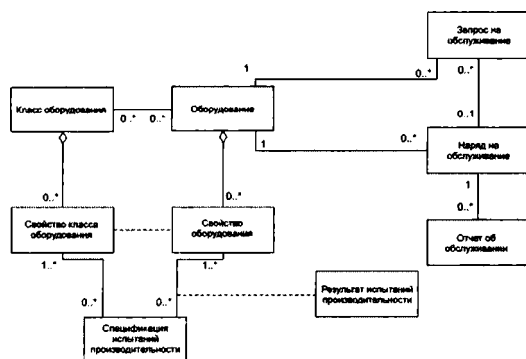 Запрос на
обслуживание
1
0..*
0..*
Класс оборудования
0..*
0..*
Оборудование
0..1
1
0..*
Наряд на
обслуживание
0..*
0..*
1
0..*
Свойство класса
оборудования
Свойство
оборудования
Отчет об
обслуживании
1..*
1..*
0..*
0..*
Результат испытаний
производительности
Спецификация
испытаний
производительности